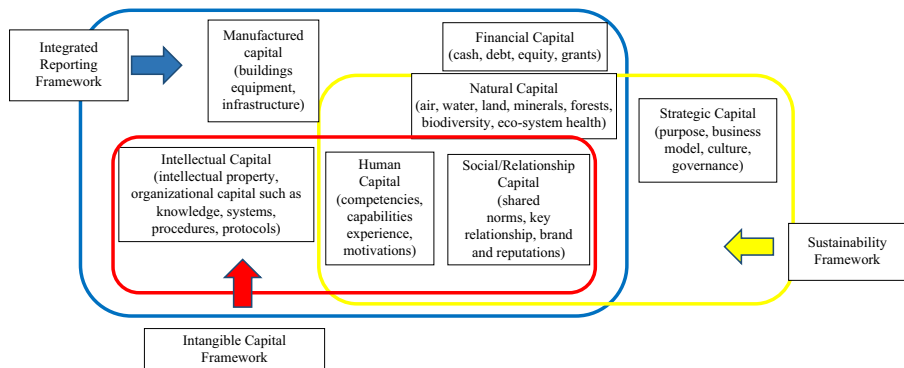 Integrated
Reporting
Framework
Manufactured
capital
(buildings
equipment,
infrastructure)
Financial Capital
(cash, debt, equity, grants)
Natural Capital
(air, water, land, minerals, forests,
biodiversity, eco-system health)
Strategic Capital
(purpose, business
model, culture,
governance)
Intellectual Capital
(intellectual property,
organizational capital such as
knowledge, systems,
procedures, protocols)
Human
Capital
(competencies,
capabilities
experience,
motivations)
Social/Relationship
Capital
(shared
norms, key
relationship, brand
and reputations)
Sustainability
Framework
Intangible Capital
Framework